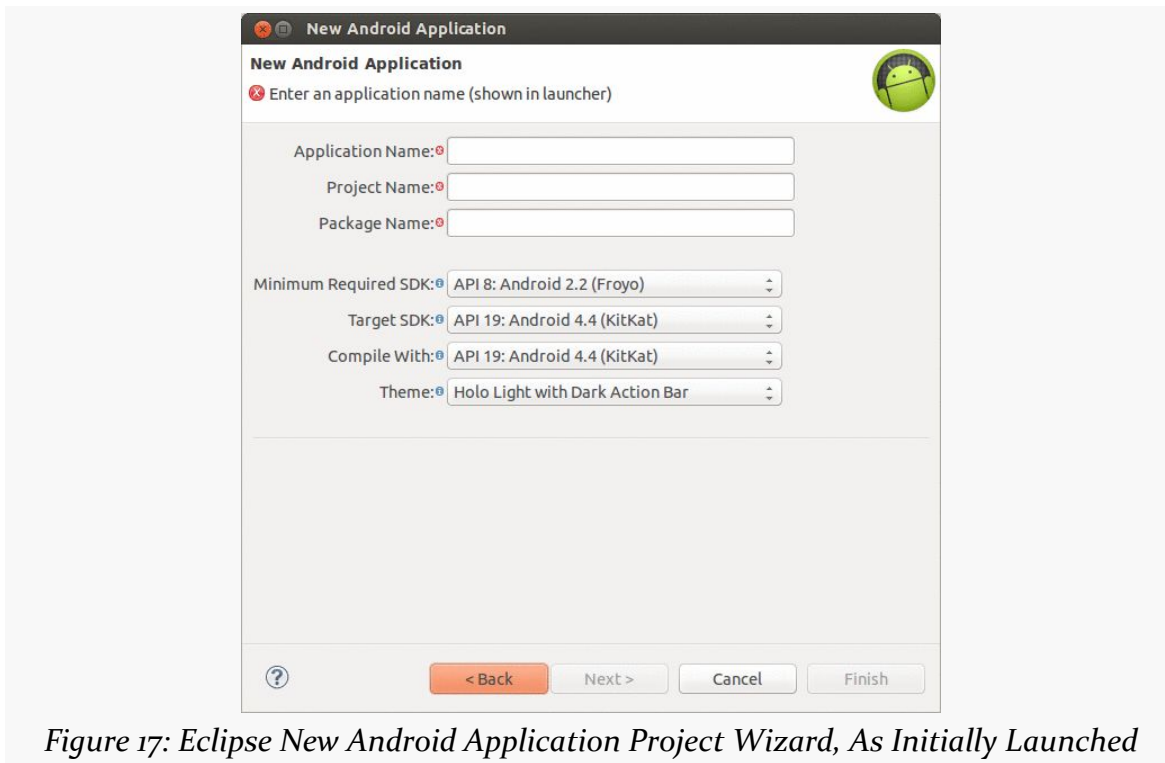 New Android Application
New Android Application
Enter an application name (shown in launcher)
Application Name:
Project Name:
Package Name:
Minimum Required SDK: API 8: Android 2.2 (Froyo)
Target SDK: API 19: Android 4.4 (KitKat)
Compile With: API 19: Android 4.4 (KitKat)
Theme: Holo Light with Dark Action Bar
? < Back Next > Cancel Finish
Figure 17: Eclipse New Android Application Project Wizard, As Initially Launched